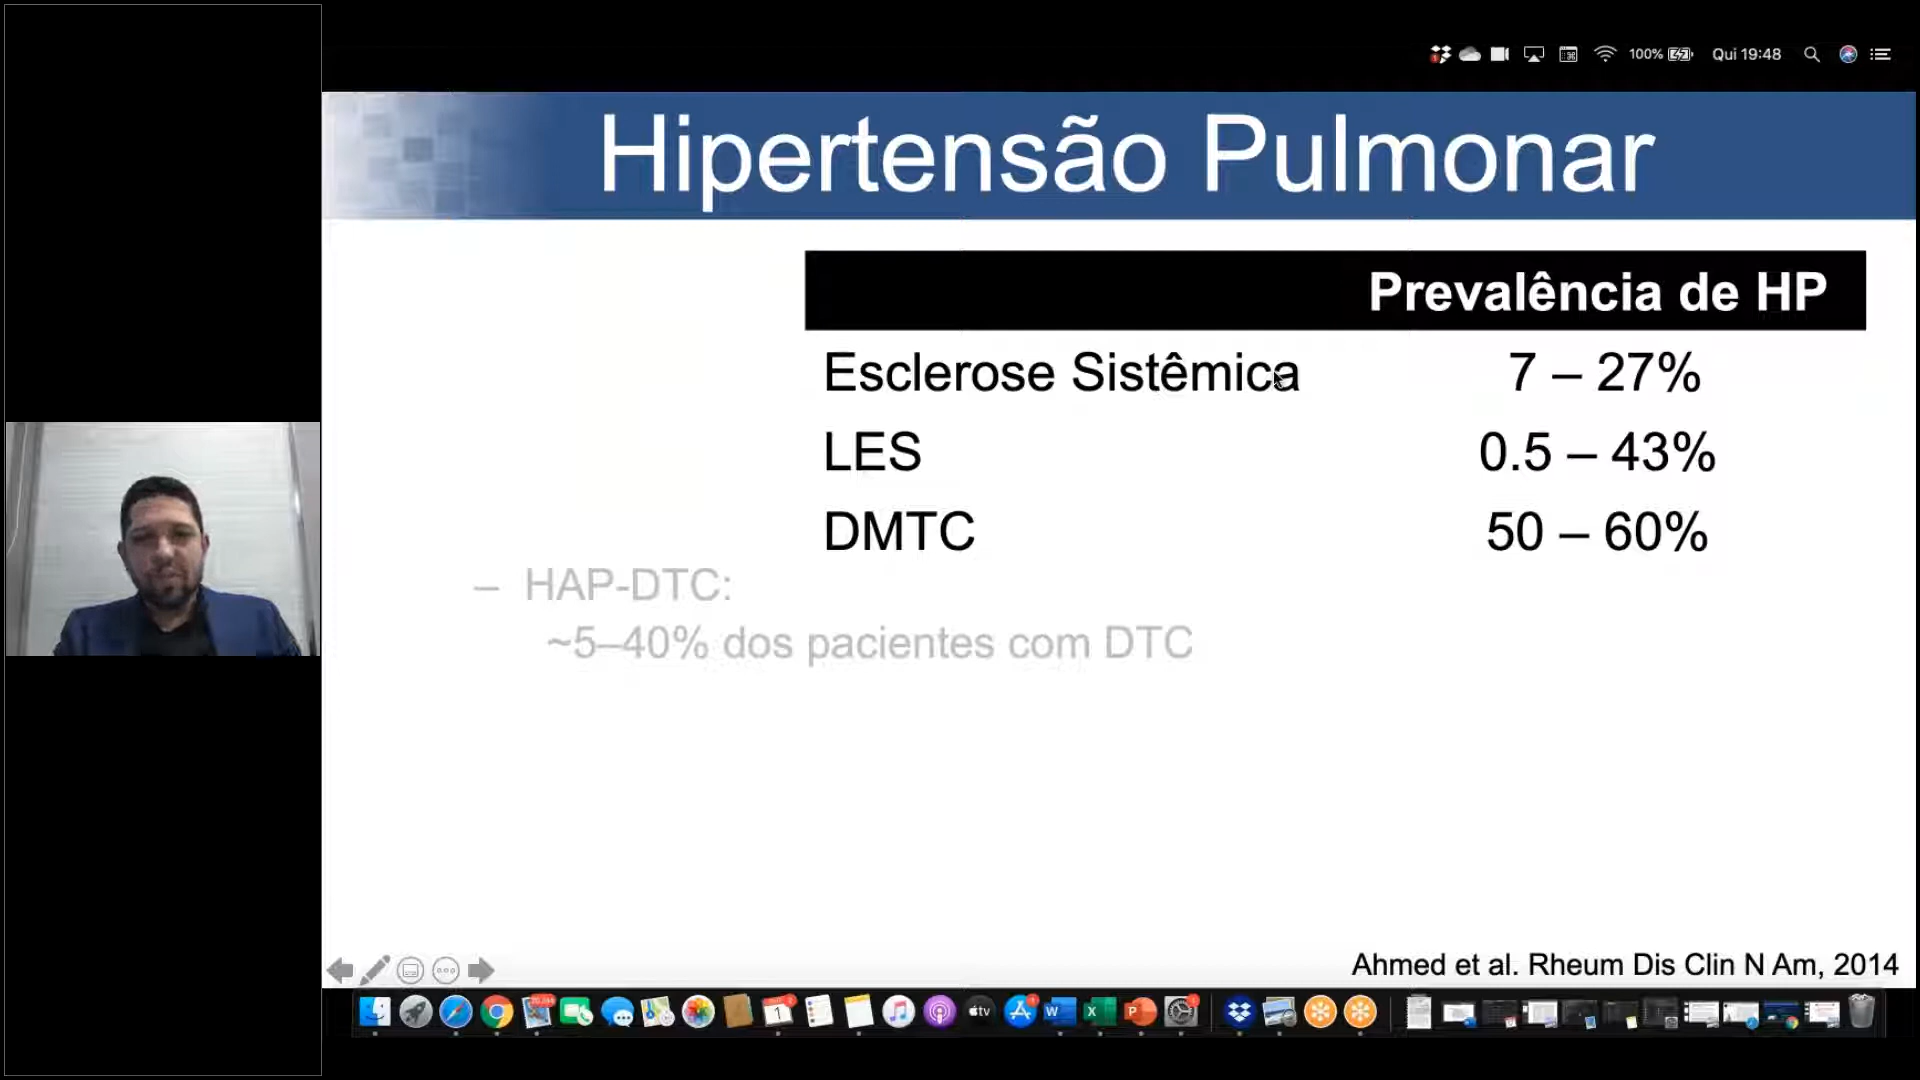 100% Qui 19:48
Hipertensão Pulmonar
Prevalência de HP
Esclerose Sistêmica 7 – 27%
LES 0.5 – 43%
DMTC 50 – 60%
– HAP-DTC:
~5–40% dos pacientes com DTC
Ahmed et al. Rheum Dis Clin N Am, 2014